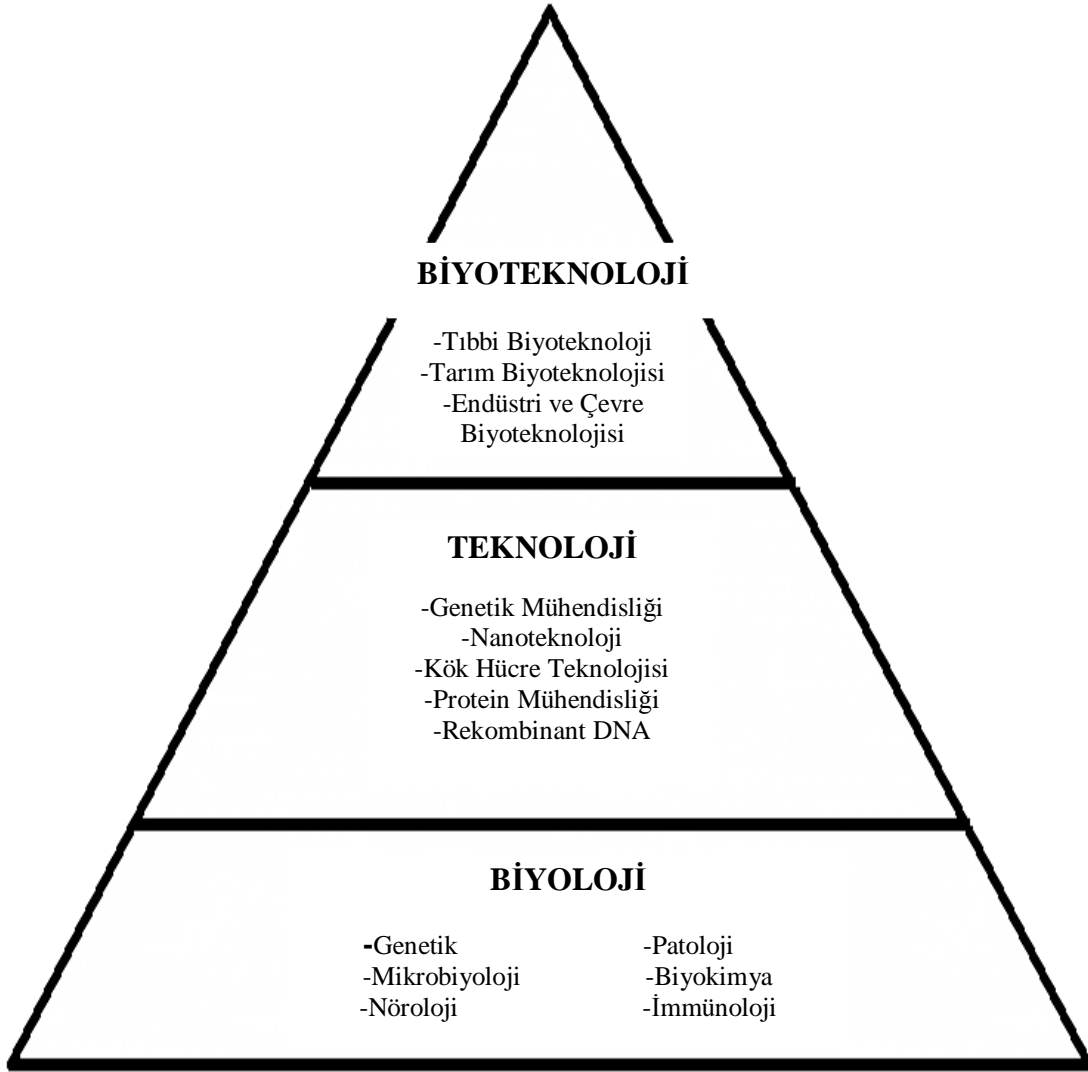 BİYOTEKNOLOJİ
-Tıbbi Biyoteknoloji
-Tarım Biyoteknolojisi
-Endüstri ve Çevre
Biyoteknolojisi
TEKNOLOJİ
-Genetik Mühendisliği
-Nanoteknoloji
-Kök Hücre Teknolojisi
-Protein Mühendisliği
-Rekombinant DNA
BİYOLOJİ
-Genetik
-Mikrobiyoloji
-Nöroloji
-Patoloji
-Biyokimya
-İmmünoloji